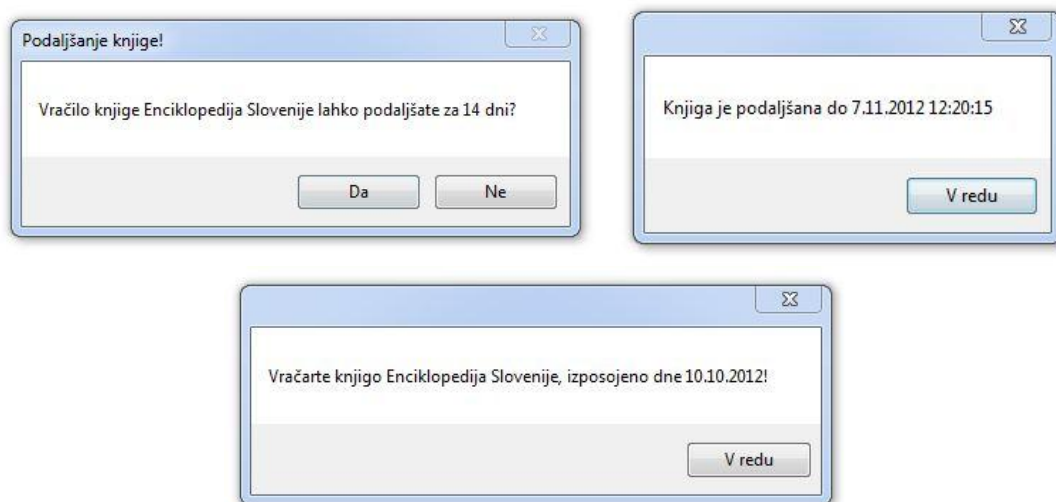 Podaljšanje knjige!
Vračilo knjige Enciklopedija Slovenije lahko podaljšate za 14 dni?
Da
Ne
Knjiga je podaljšana do 7.11.2012 12:20:15
V redu
Vračarte knjigo Enciklopedija Slovenije, izposojeno dne 10.10.2012!
V redu